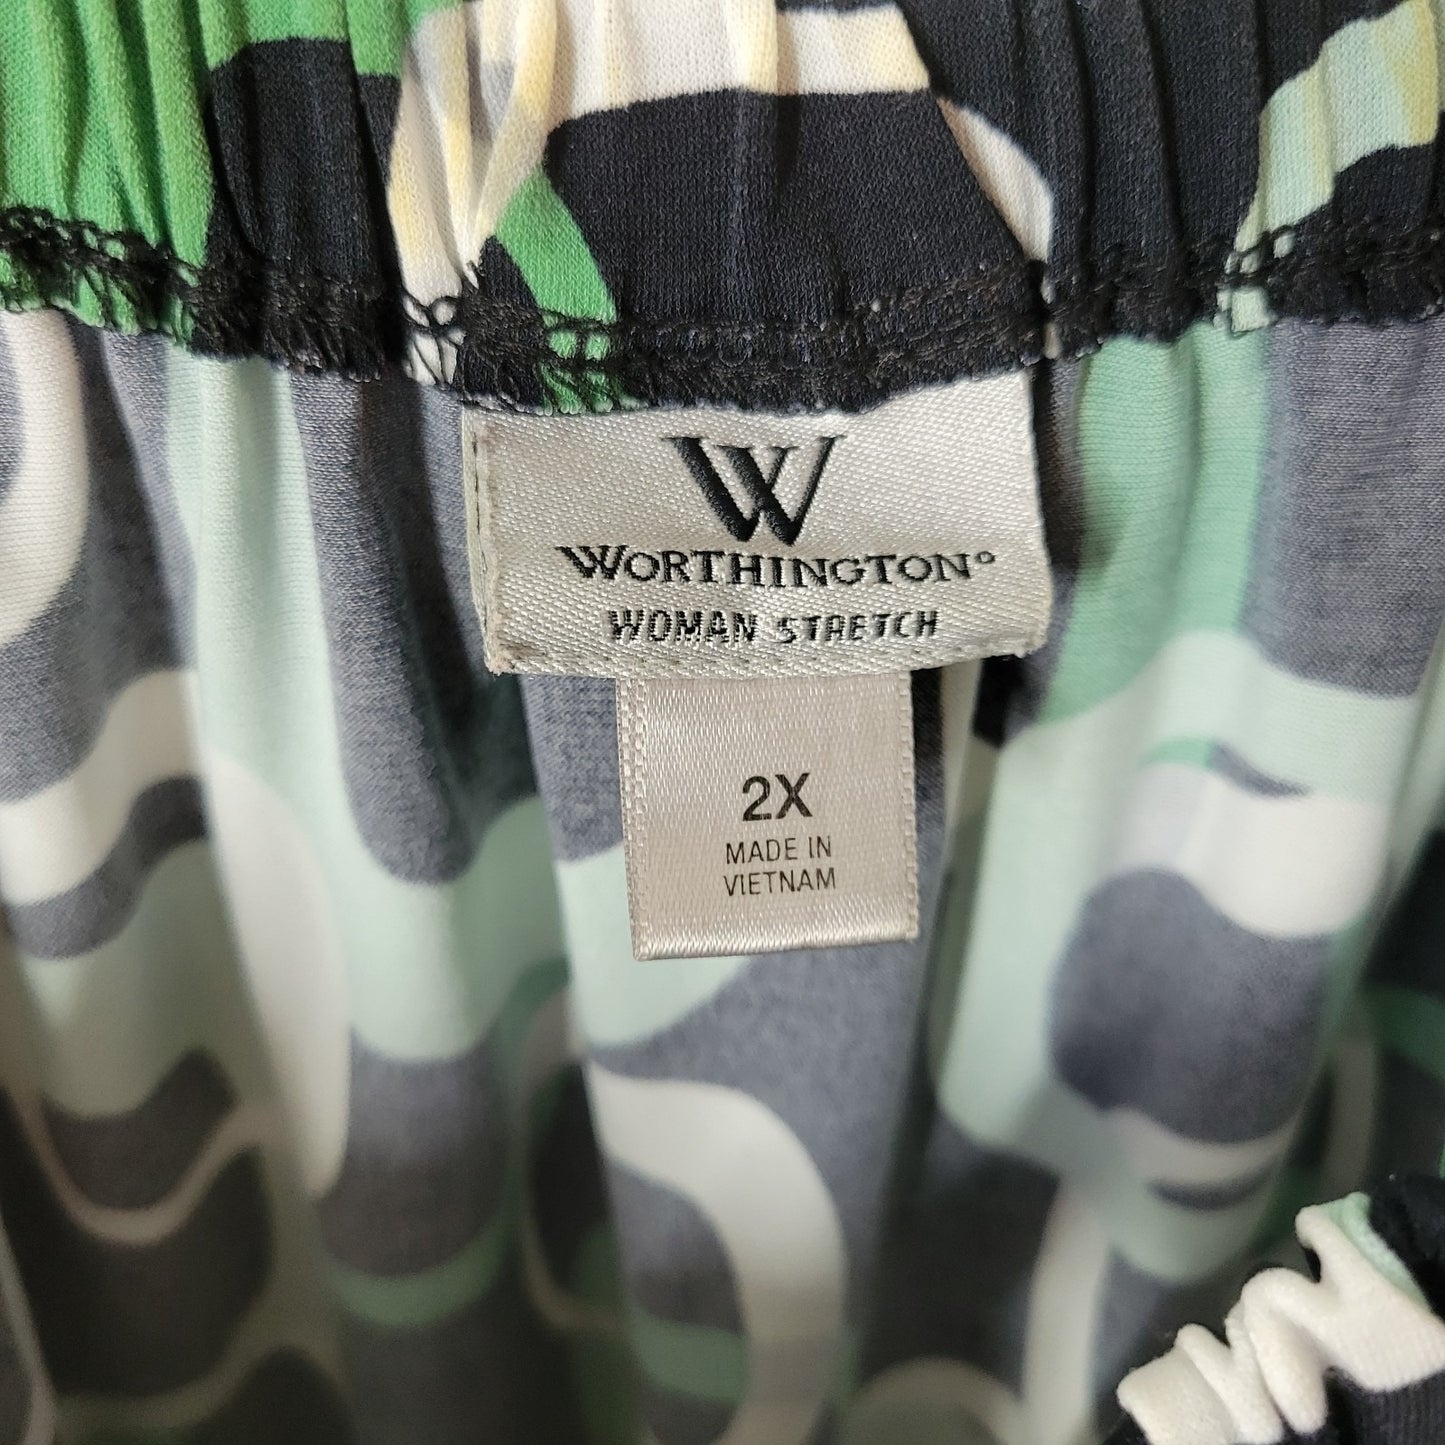 W
WORTHINGTON®
WOMAN STRETCH
2X
MADE IN
VIETNAM